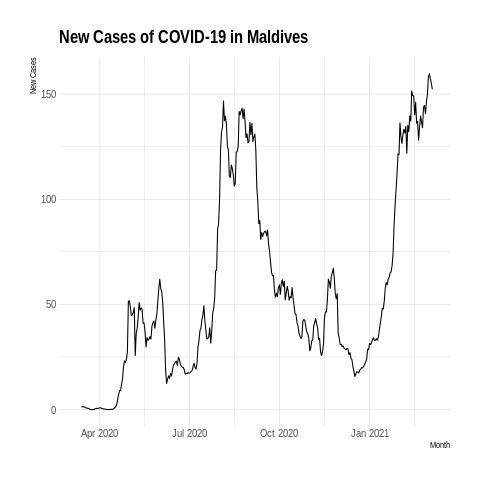 New Cases of COVID-19 in Maldives
New Cases
150
100
50
0
Apr 2020 Jul 2020 Oct 2020 Jan 2021
Month